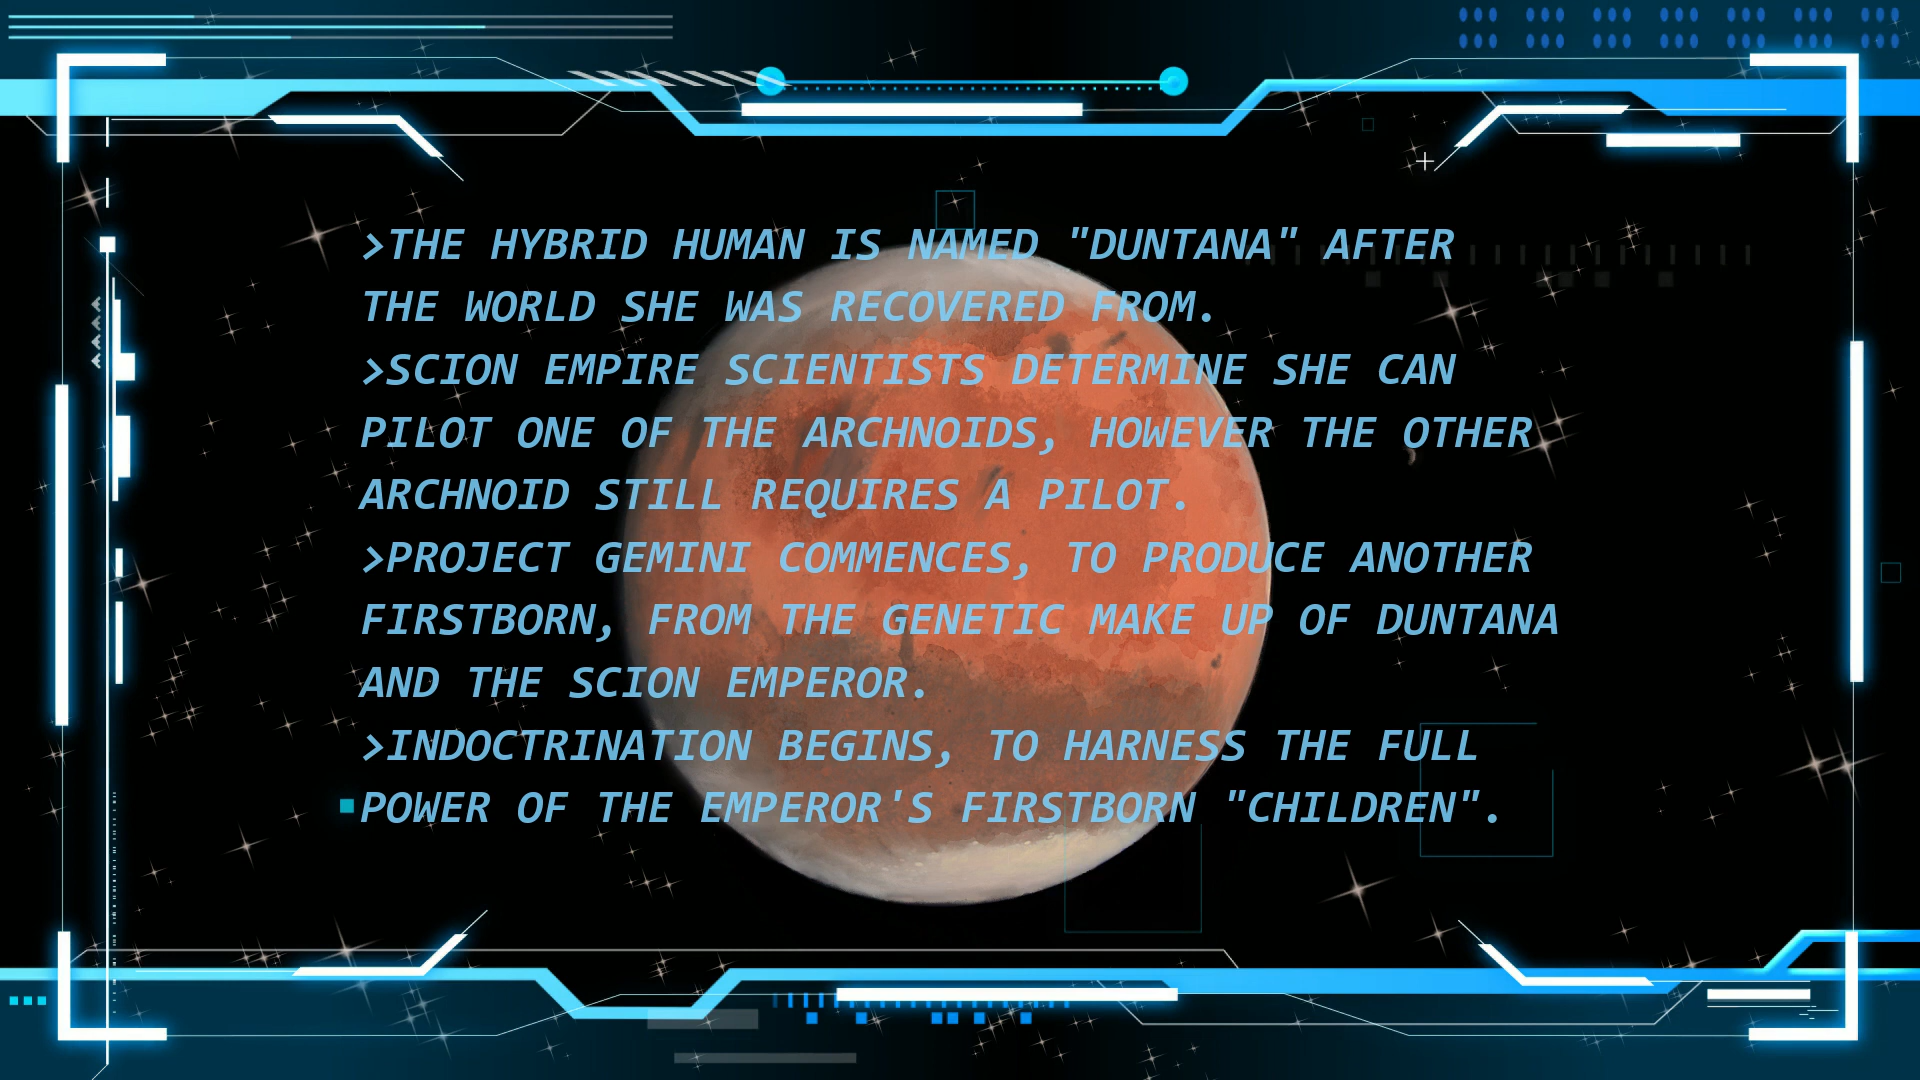 >THE HYBRID HUMAN IS NAMED "DUNTANA" AFTER
THE WORLD SHE WAS RECOVERED FROM.
>SCION EMPIRE SCIENTISTS DETERMINE SHE CAN
PILOT ONE OF THE ARCHNOIDS, HOWEVER THE OTHER
ARCHNOID STILL REQUIRES A PILOT.
>PROJECT GEMINI COMMENCES, TO PRODUCE ANOTHER
FIRSTBORN, FROM THE GENETIC MAKE UP OF DUNTANA
AND THE SCION EMPEROR.
>INDOCTRINATION BEGINS, TO HARNESS THE FULL
POWER OF THE EMPEROR'S FIRSTBORN "CHILDREN".